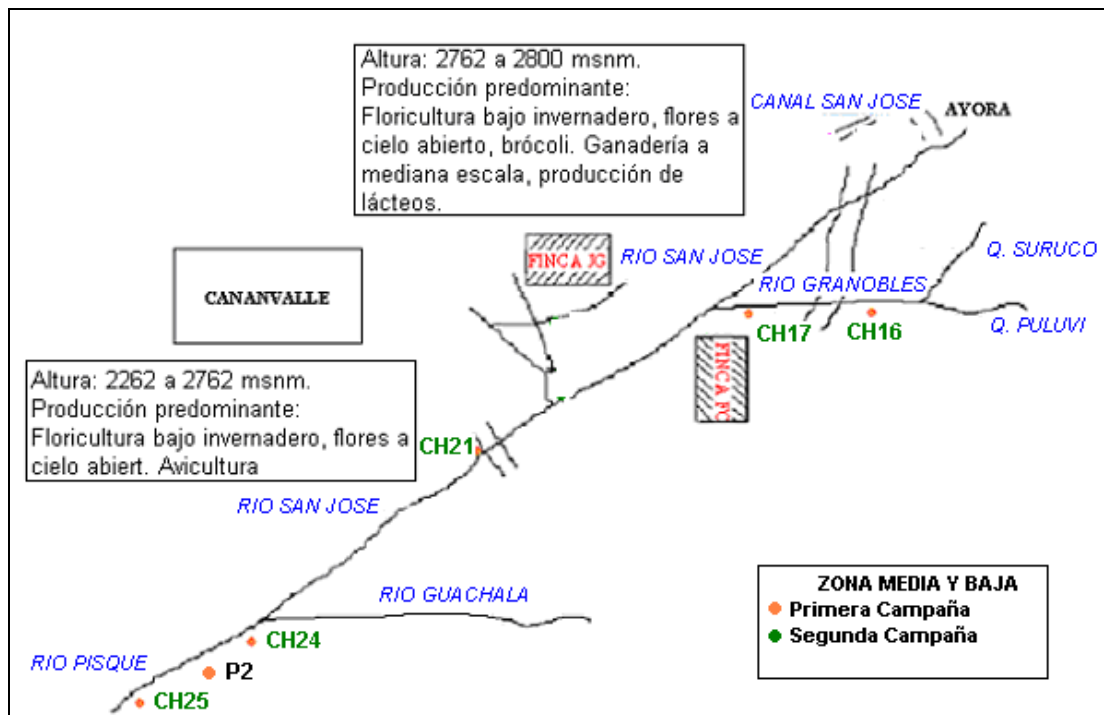 Altura: 2762 a 2800 msnm.
Producción predominante:
Floricultura bajo invernadero, flores a
cielo abierto, brócoli. Ganadería a
mediana escala, producción de
lácteos.
CANAL SAN JOSE
AYORA
FINCA JG
RIO SAN JOSE
Q. SURUCO
RIO GRANOBLES
CANANVALLE
CH17
CH16
Q. PULUVI
FINCA FG
Altura: 2262 a 2762 msnm.
Producción predominante:
Floricultura bajo invernadero, flores a
cielo abiert. Avicultura
CH21
RIO SAN JOSE
RIO GUACHALA
ZONA MEDIA Y BAJA
Primera Campaña
Segunda Campaña
CH24
RIO PISQUE
P2
CH25